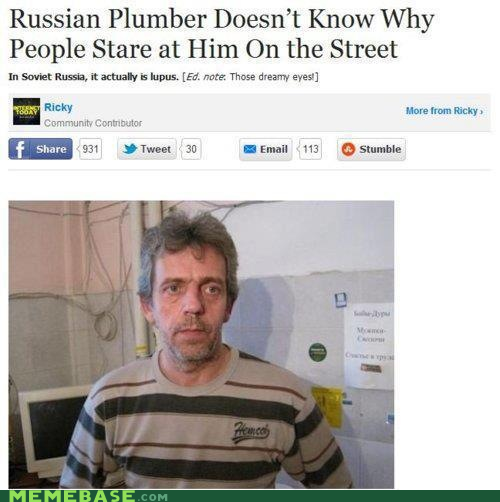 Russian Plumber Doesn't Know Why
People Stare at Him On the Street
In Soviet Russia, it actually is lupus. [Ed. note: Those dreamy eyes!]
INTERNET
TODAY
Ricky
Community Contributor
More from Ricky ›
f Share 931
Tweet 30
Email 113
Stumble
Бабы-Дуры
Мужики-
Сволочи
Счастье в труде
Hemcch
MEMEBASE.COM